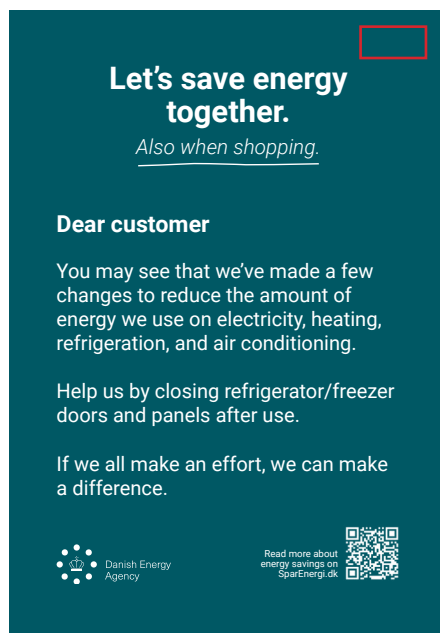 Let’s save energy
together.
Also when shopping.
Dear customer
You may see that we’ve made a few
changes to reduce the amount of
energy we use on electricity, heating,
refrigeration, and air conditioning.
Help us by closing refrigerator/freezer
doors and panels after use.
If we all make an effort, we can make
a difference.
Danish Energy
Agency
Read more about
energy savings on
SparEnergi.dk